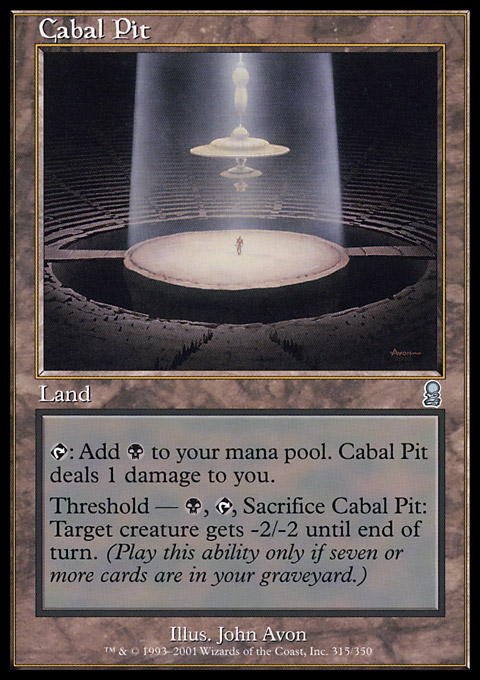 Cabal Pit
Avon
Land
: Add to your mana pool. Cabal Pit
deals 1 damage to you.
Threshold — , , Sacrifice Cabal Pit:
Target creature gets -2/-2 until end of
turn. (Play this ability only if seven or
more cards are in your graveyard.)
Illus. John Avon
™ & © 1993–2001 Wizards of the Coast, Inc. 315/350